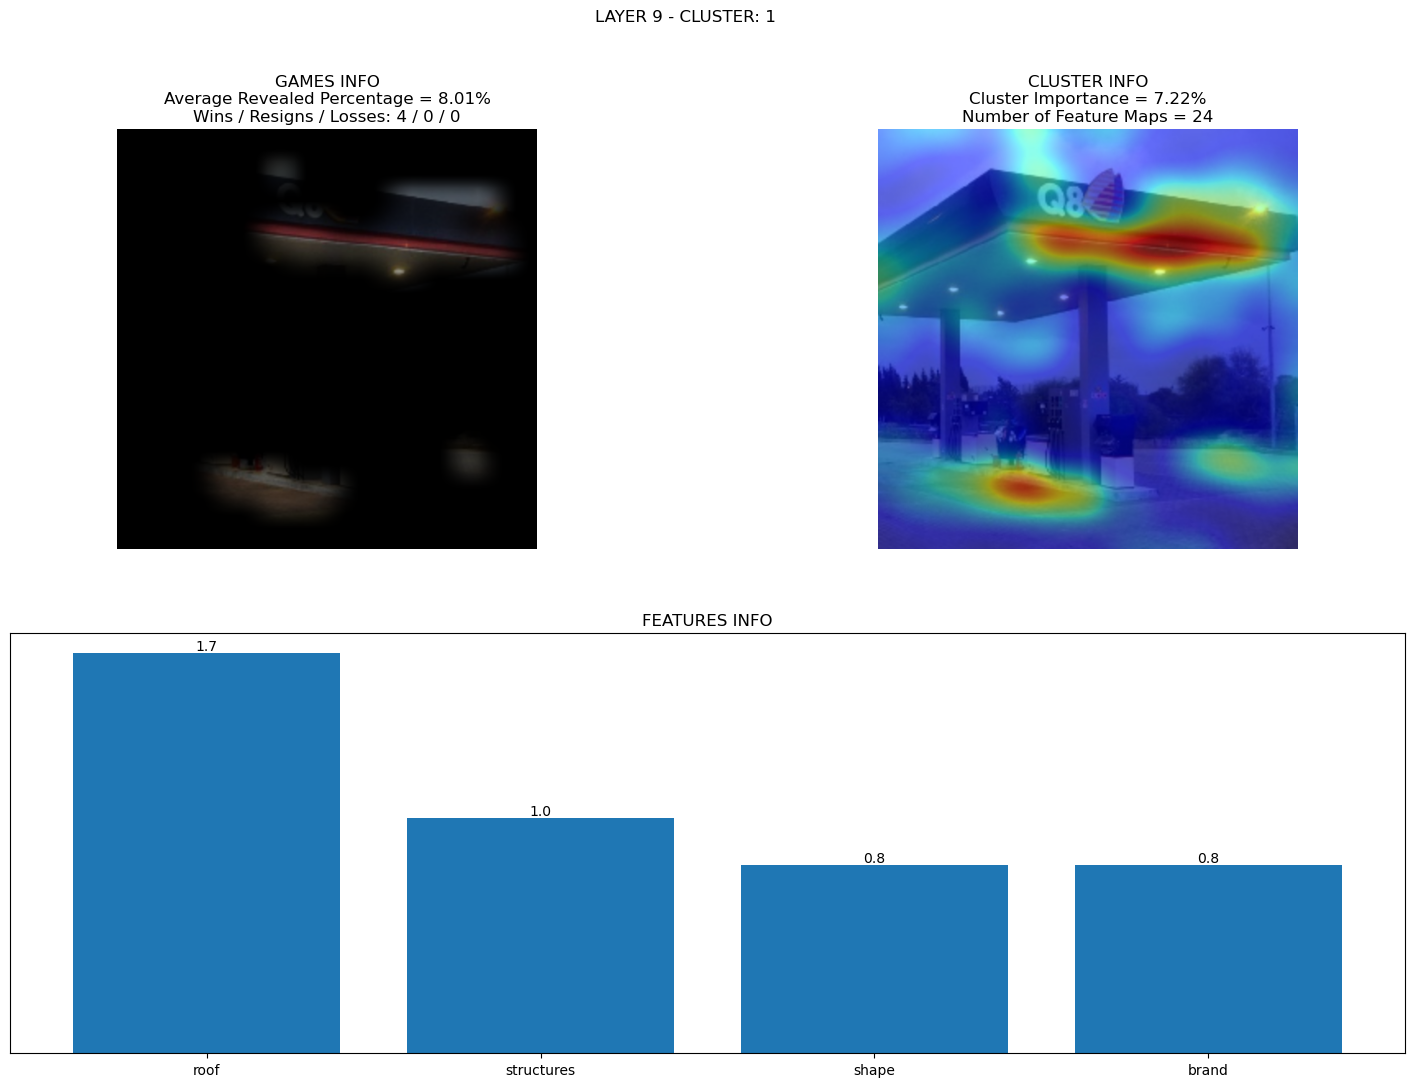 LAYER 9 - CLUSTER: 1
GAMES INFO
Average Revealed Percentage = 8.01%
Wins / Resigns / Losses: 4 / 0 / 0
CLUSTER INFO
Cluster Importance = 7.22%
Number of Feature Maps = 24
Q8
Q8
FEATURES INFO
1.7
1.0
0.8
0.8
roof
structures
shape
brand